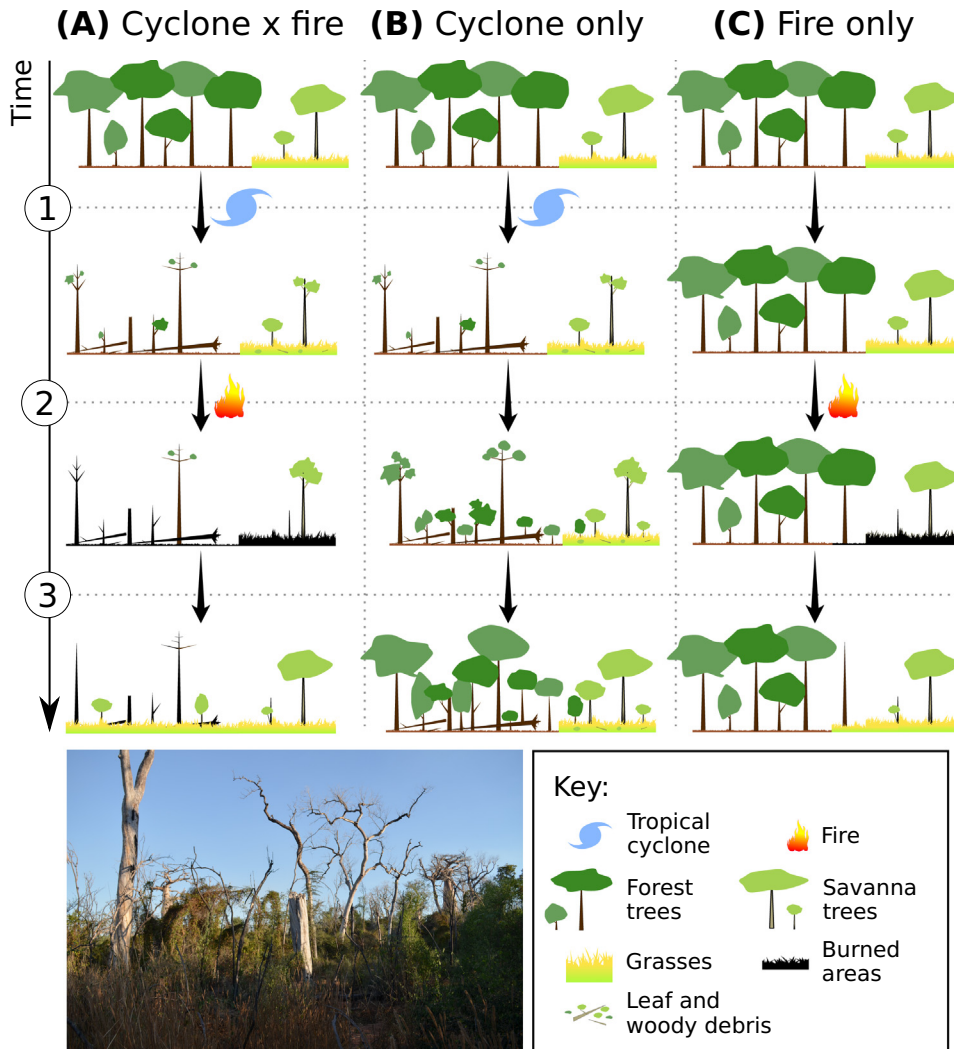 (A) Cyclone x fire
(B) Cyclone only
(C) Fire only
Time
1
2
3
Key:
Tropical
cyclone
Fire
Forest
trees
Savanna
trees
Grasses
Burned
areas
Leaf and
woody debris